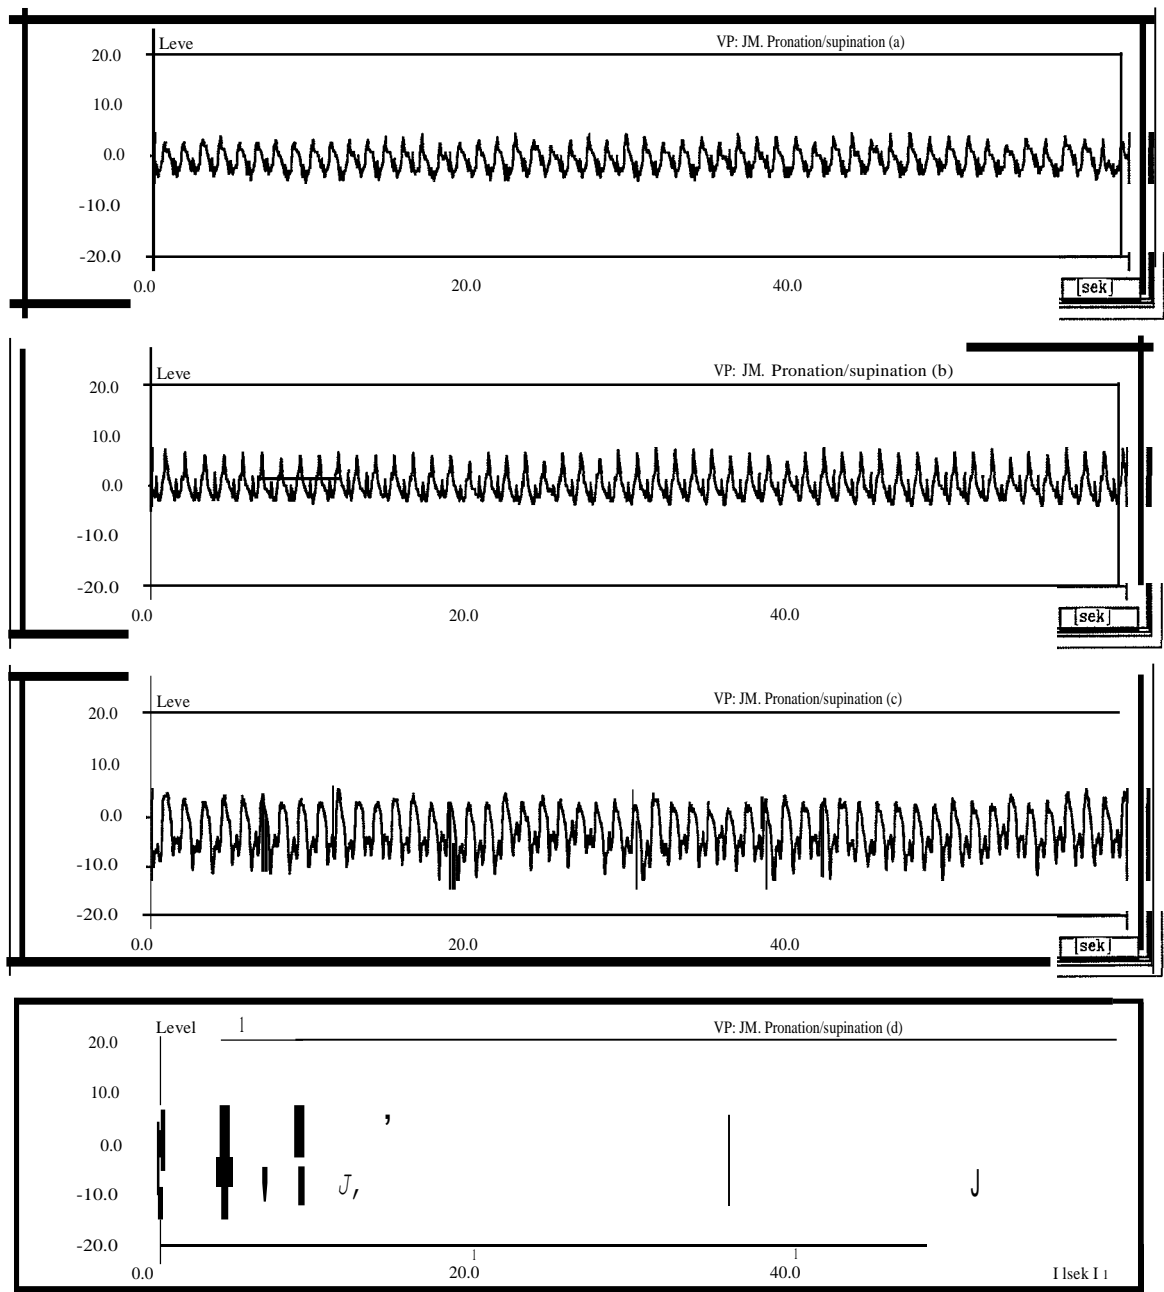 Leve VP: JM. Pronation/supination (a)
20.0
10.0
0.0
-10.0
-20.0
0.0 20.0 40.0 [sek]
Leve VP: JM. Pronation/supination (b)
20.0
10.0
0.0
-10.0
-20.0
0.0 20.0 40.0 [sek]
Leve VP: JM. Pronation/supination (c)
20.0
10.0
0.0
-10.0
-20.0
0.0 20.0 40.0 [sek]
Level l VP: JM. Pronation/supination (d)
20.0
10.0
,
0.0
-10.0 J, J
-20.0
l l
0.0 20.0 40.0 I lsek I l